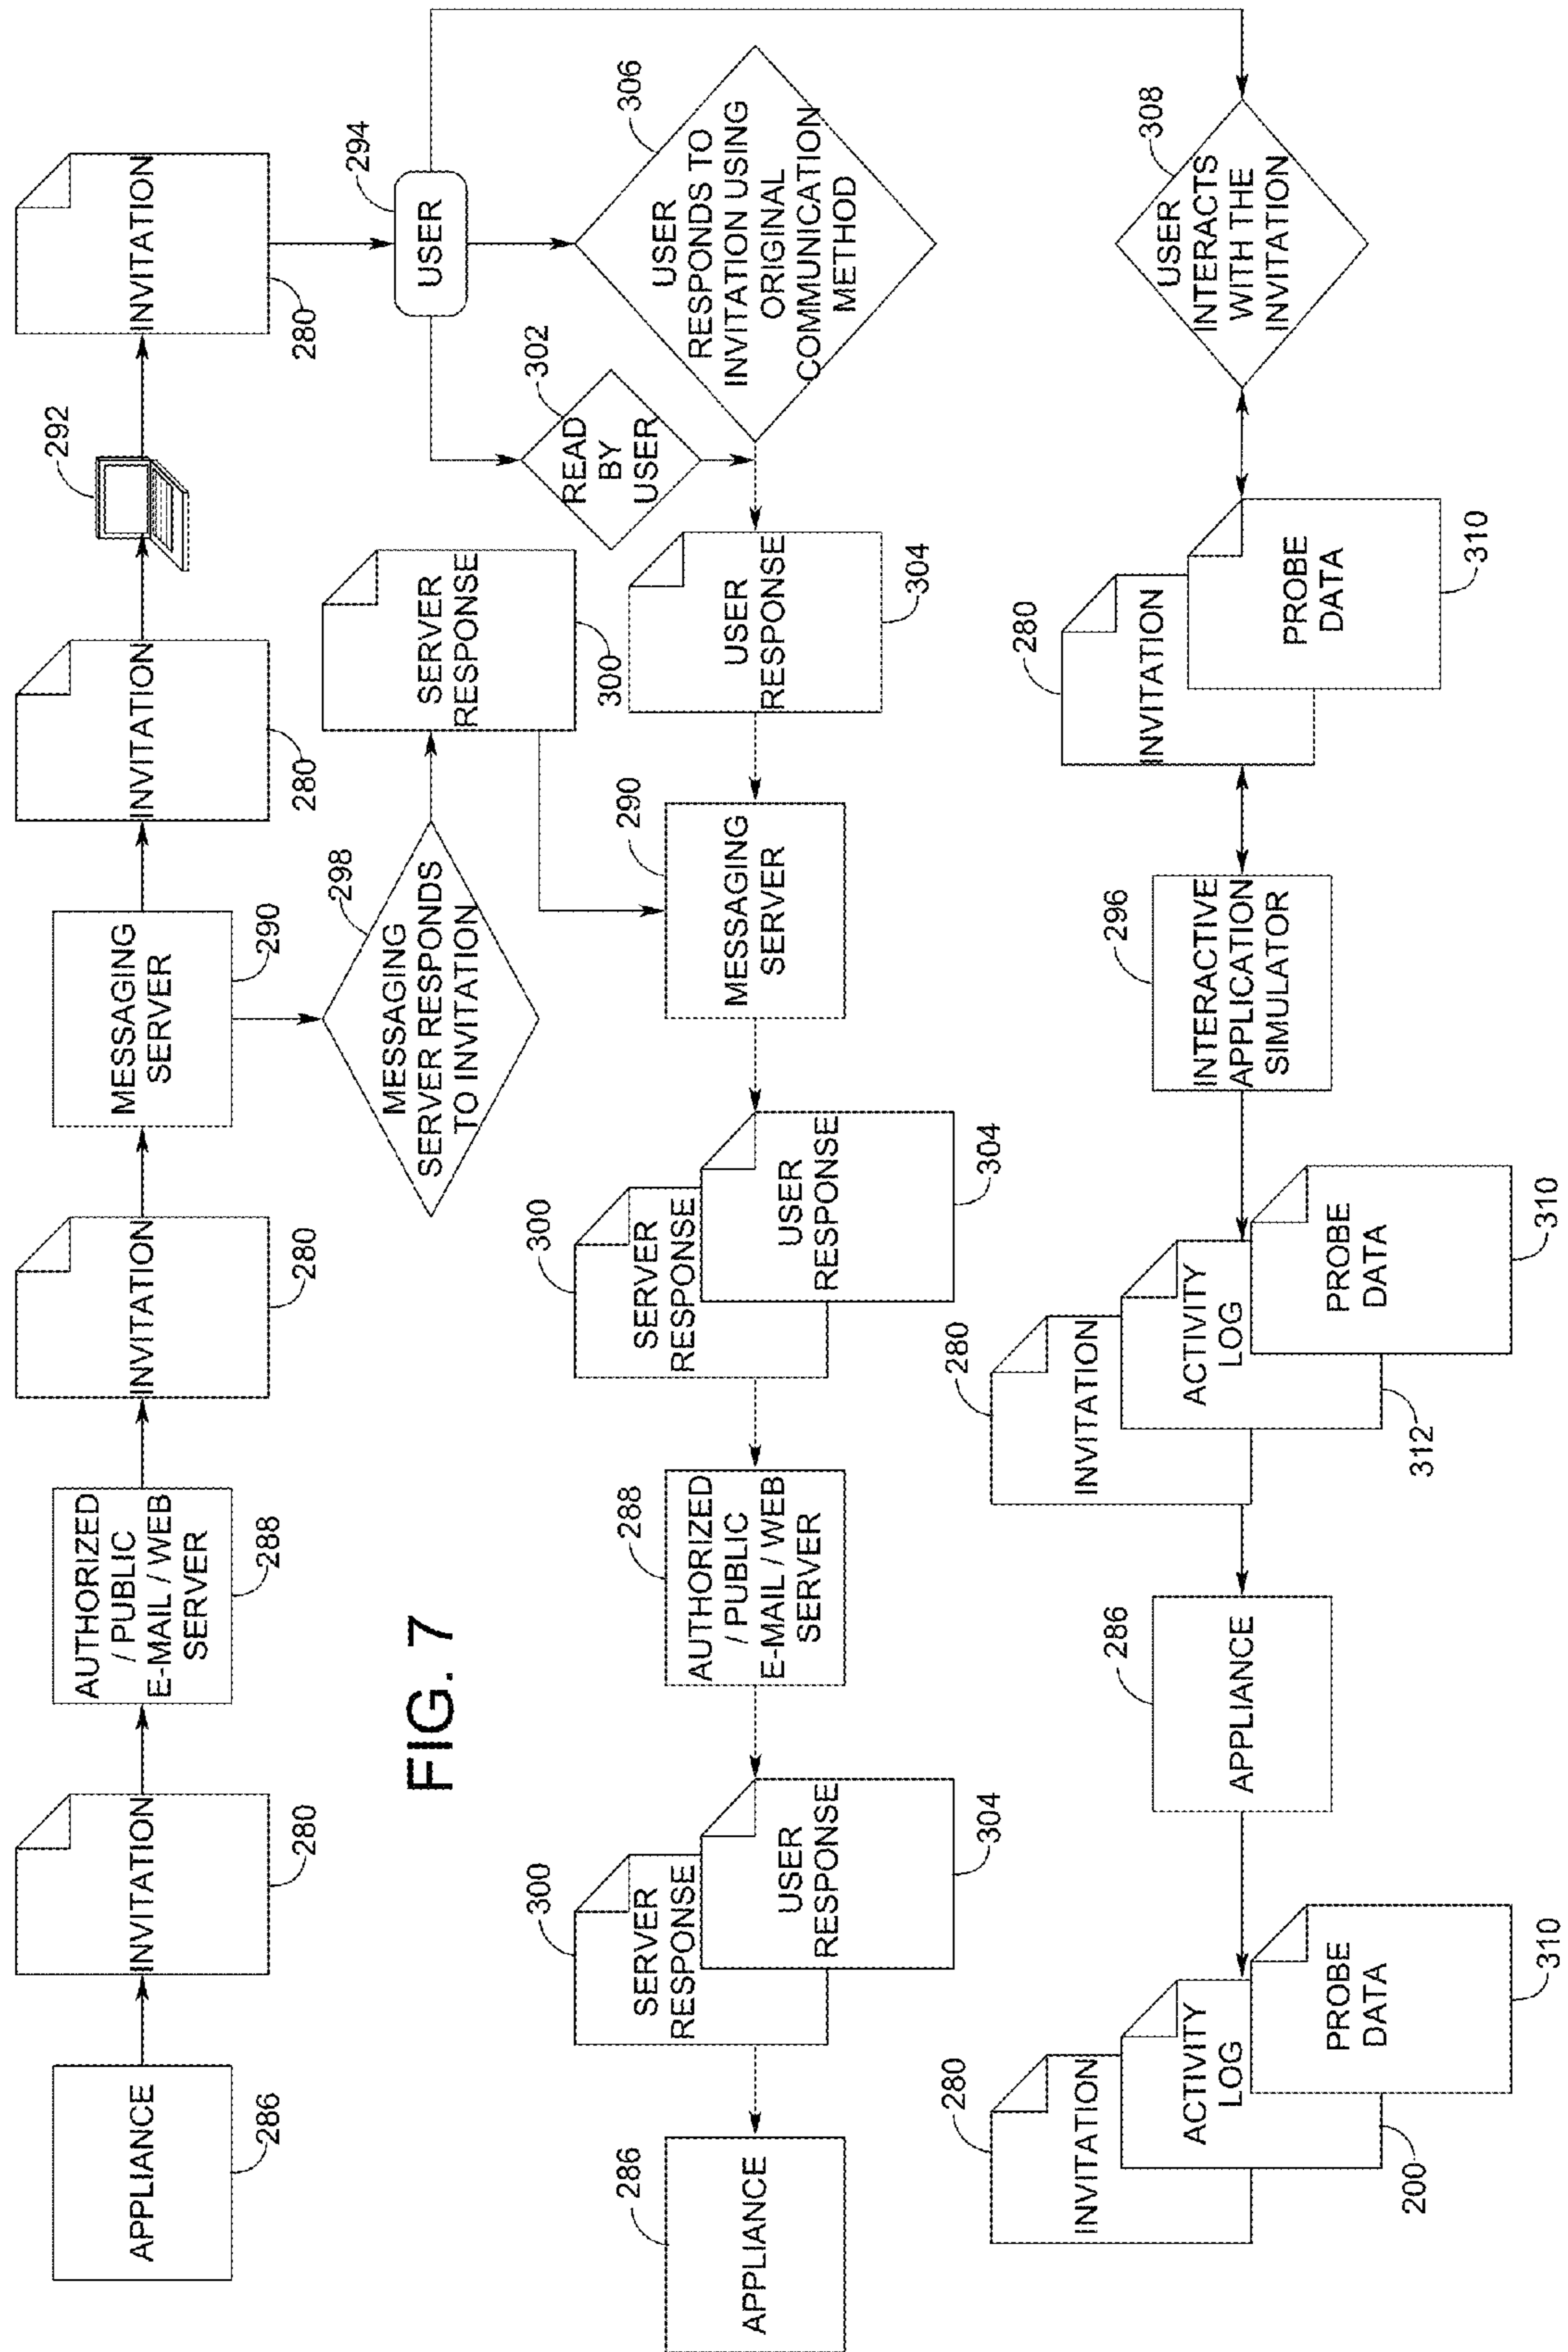 APPLIANCE
286
INVITATION
280
AUTHORIZED
/ PUBLIC
E-MAIL / WEB
SERVER
288
INVITATION
280
MESSAGING
SERVER
290
INVITATION
280
292
INVITATION
280
294
USER
298
MESSAGING
SERVER RESPONDS
TO INVITATION
SERVER
RESPONSE
300
302
READ
BY
USER
306
USER
RESPONDS TO
INVITATION USING
ORIGINAL
COMMUNICATION
METHOD
FIG. 7
286
APPLIANCE
300
SERVER
RESPONSE
USER
RESPONSE
304
288
AUTHORIZED
/ PUBLIC
E-MAIL / WEB
SERVER
300
SERVER
RESPONSE
USER
RESPONSE
304
290
MESSAGING
SERVER
USER
RESPONSE
304
280
INVITATION
ACTIVITY
LOG
200
PROBE
DATA
310
286
APPLIANCE
280
INVITATION
ACTIVITY
LOG
312
PROBE
DATA
310
296
INTERACTIVE
APPLICATION
SIMULATOR
280
INVITATION
PROBE
DATA
310
308
USER
INTERACTS
WITH THE
INVITATION